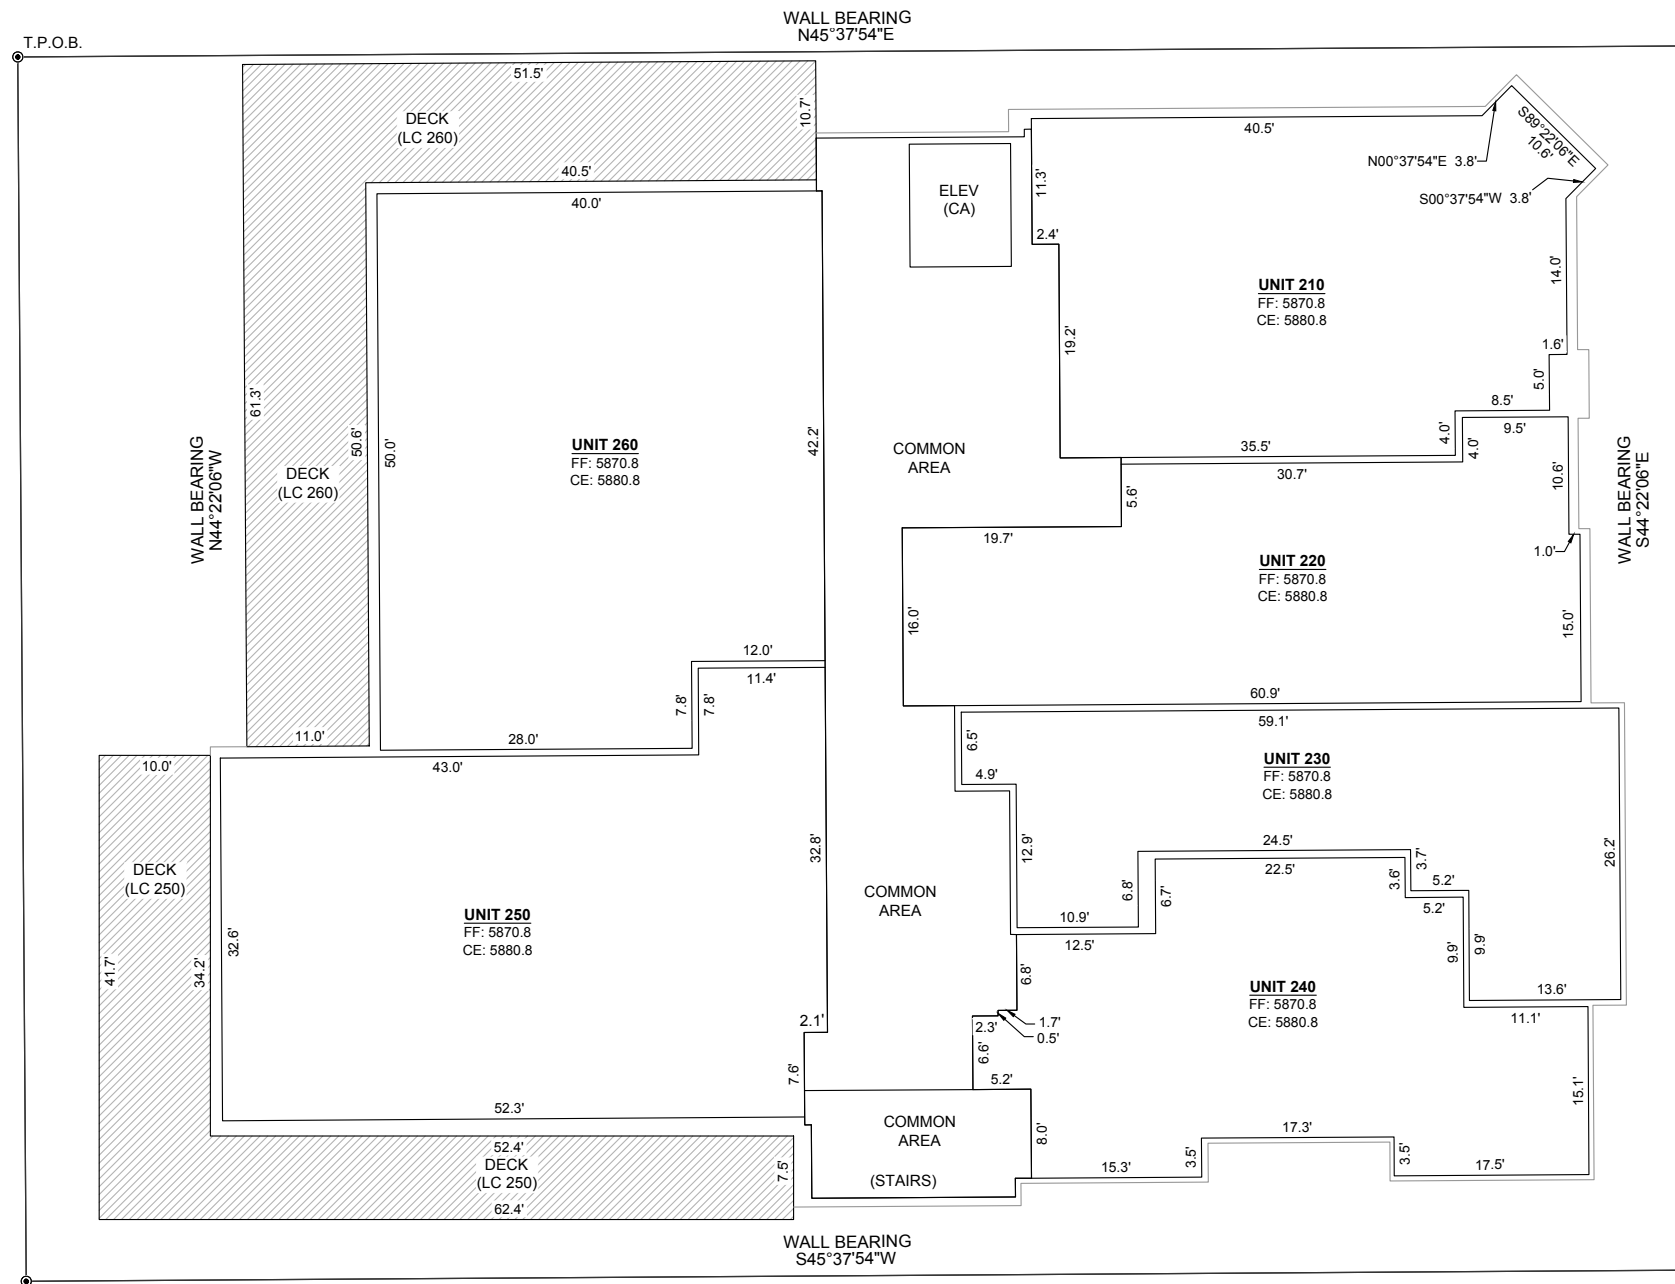 WALL BEARING
N45°37'54"E
T.P.O.B.
51.5'
10.7'
DECK
(LC 260)
40.5'
40.0'
ELEV
(CA)
40.5'
11.3'
2.4'
S89°22'06"E
10.6'
N00°37'54"E 3.8'
S00°37'54"W 3.8'
UNIT 210
FF: 5870.8
CE: 5880.8
14.0'
19.2'
1.6'
5.0'
8.5'
4.0'
4.0'
9.5'
35.5'
30.7'
WALL BEARING
N44°22'06"W
61.3'
50.6'
50.0'
DECK
(LC 260)
UNIT 260
FF: 5870.8
CE: 5880.8
42.2'
COMMON
AREA
5.6'
19.7'
10.6'
1.0'
WALL BEARING
S44°22'06"E
UNIT 220
FF: 5870.8
CE: 5880.8
16.0'
15.0'
60.9'
12.0'
11.4'
7.8'
7.8'
28.0'
11.0'
43.0'
10.0'
59.1'
6.5'
4.9'
UNIT 230
FF: 5870.8
CE: 5880.8
12.9'
24.5'
22.5'
3.7'
3.6'
5.2'
5.2'
6.8'
6.7'
10.9'
12.5'
26.2'
9.9'
9.9'
13.6'
11.1'
DECK
(LC 250)
41.7'
34.2'
32.6'
UNIT 250
FF: 5870.8
CE: 5880.8
32.8'
COMMON
AREA
6.8'
UNIT 240
FF: 5870.8
CE: 5880.8
2.1'
2.3'
1.7'
0.5'
7.6'
6.6'
5.2'
15.1'
52.3'
52.4'
DECK
(LC 250)
62.4'
7.5'
COMMON
AREA
(STAIRS)
8.0'
15.3'
3.5'
17.3'
3.5'
17.5'
WALL BEARING
S45°37'54"W